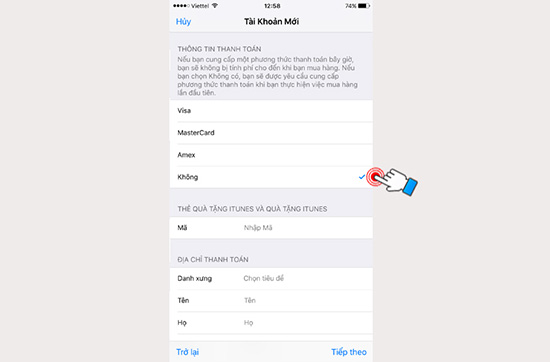 Viettel 12:58 74%
Hủy Tài Khoản Mới
THÔNG TIN THANH TOÁN
Nếu bạn cung cấp một phương thức thanh toán bây giờ,
bạn sẽ không bị tính phí cho đến khi bạn mua hàng. Nếu
bạn chọn Không có, bạn sẽ được yêu cầu cung cấp
phương thức thanh toán khi bạn thực hiện việc mua hàng
lần đầu tiên.
Visa
MasterCard
Amex
Không
THẺ QUÀ TẶNG ITUNES VÀ QUÀ TẶNG ITUNES
Mã Nhập Mã
ĐỊA CHỈ THANH TOÁN
Danh xưng Chọn tiêu đề
Tên Tên
Họ Họ
Trở lại Tiếp theo